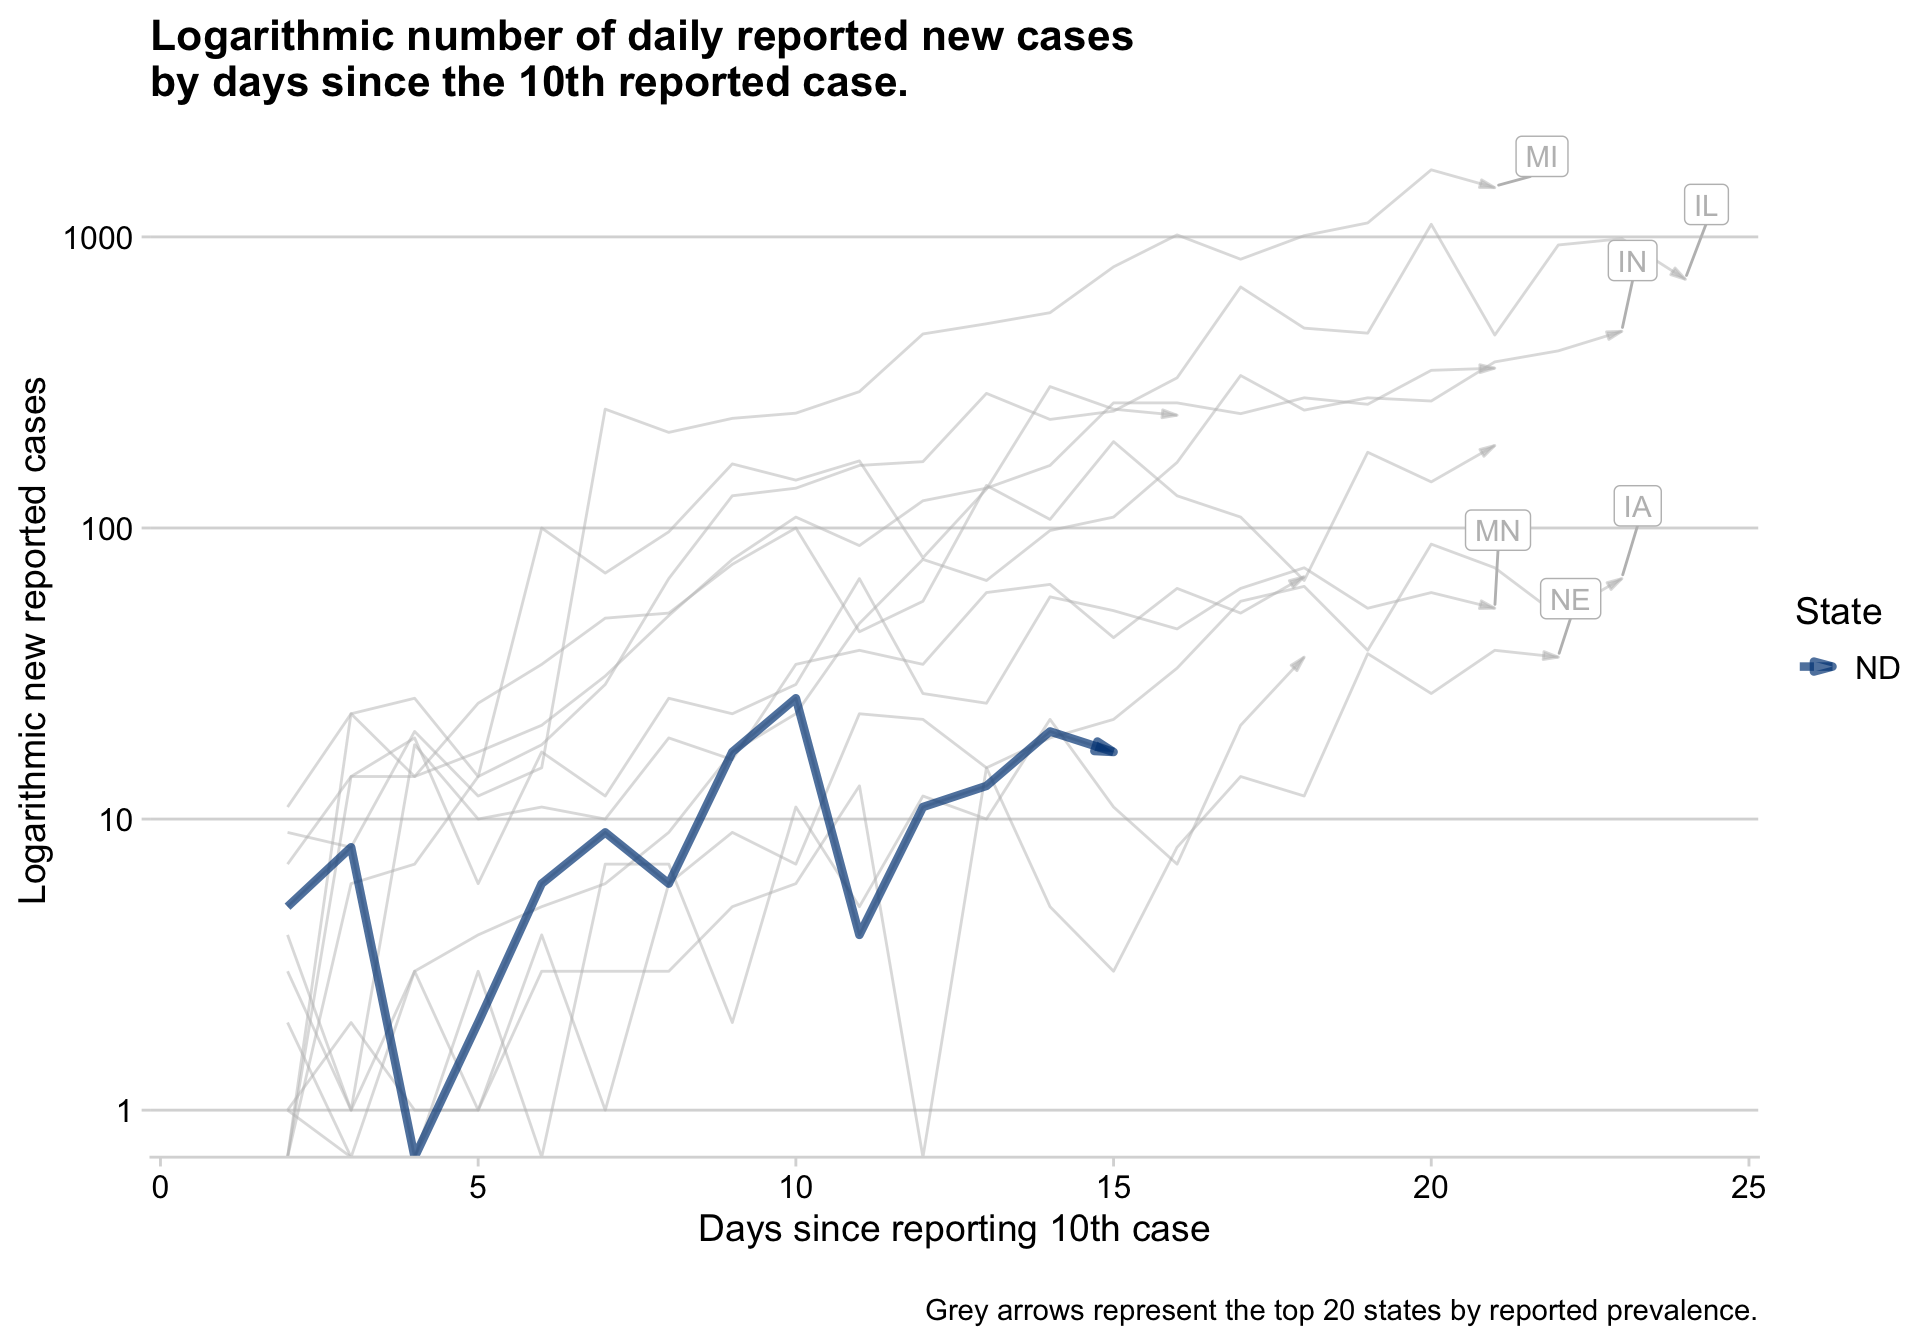 Logarithmic number of daily reported new cases
by days since the 10th reported case.
MI
IL
1000
IN
IA
100
MN
NE
State
ND
10
1
Logarithmic new reported cases
0 5 10 15 20 25
Days since reporting 10th case
Grey arrows represent the top 20 states by reported prevalence.